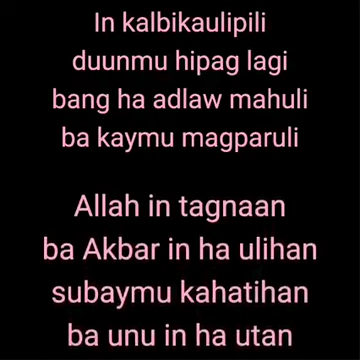 In kalbikaulipili
duunmu hipag lagi
bang ha adlaw mahuli
ba kaymu magparuli
Allah in tagnaan
ba Akbar in ha ulihan
subaymu kahatihan
ba unu in ha utan